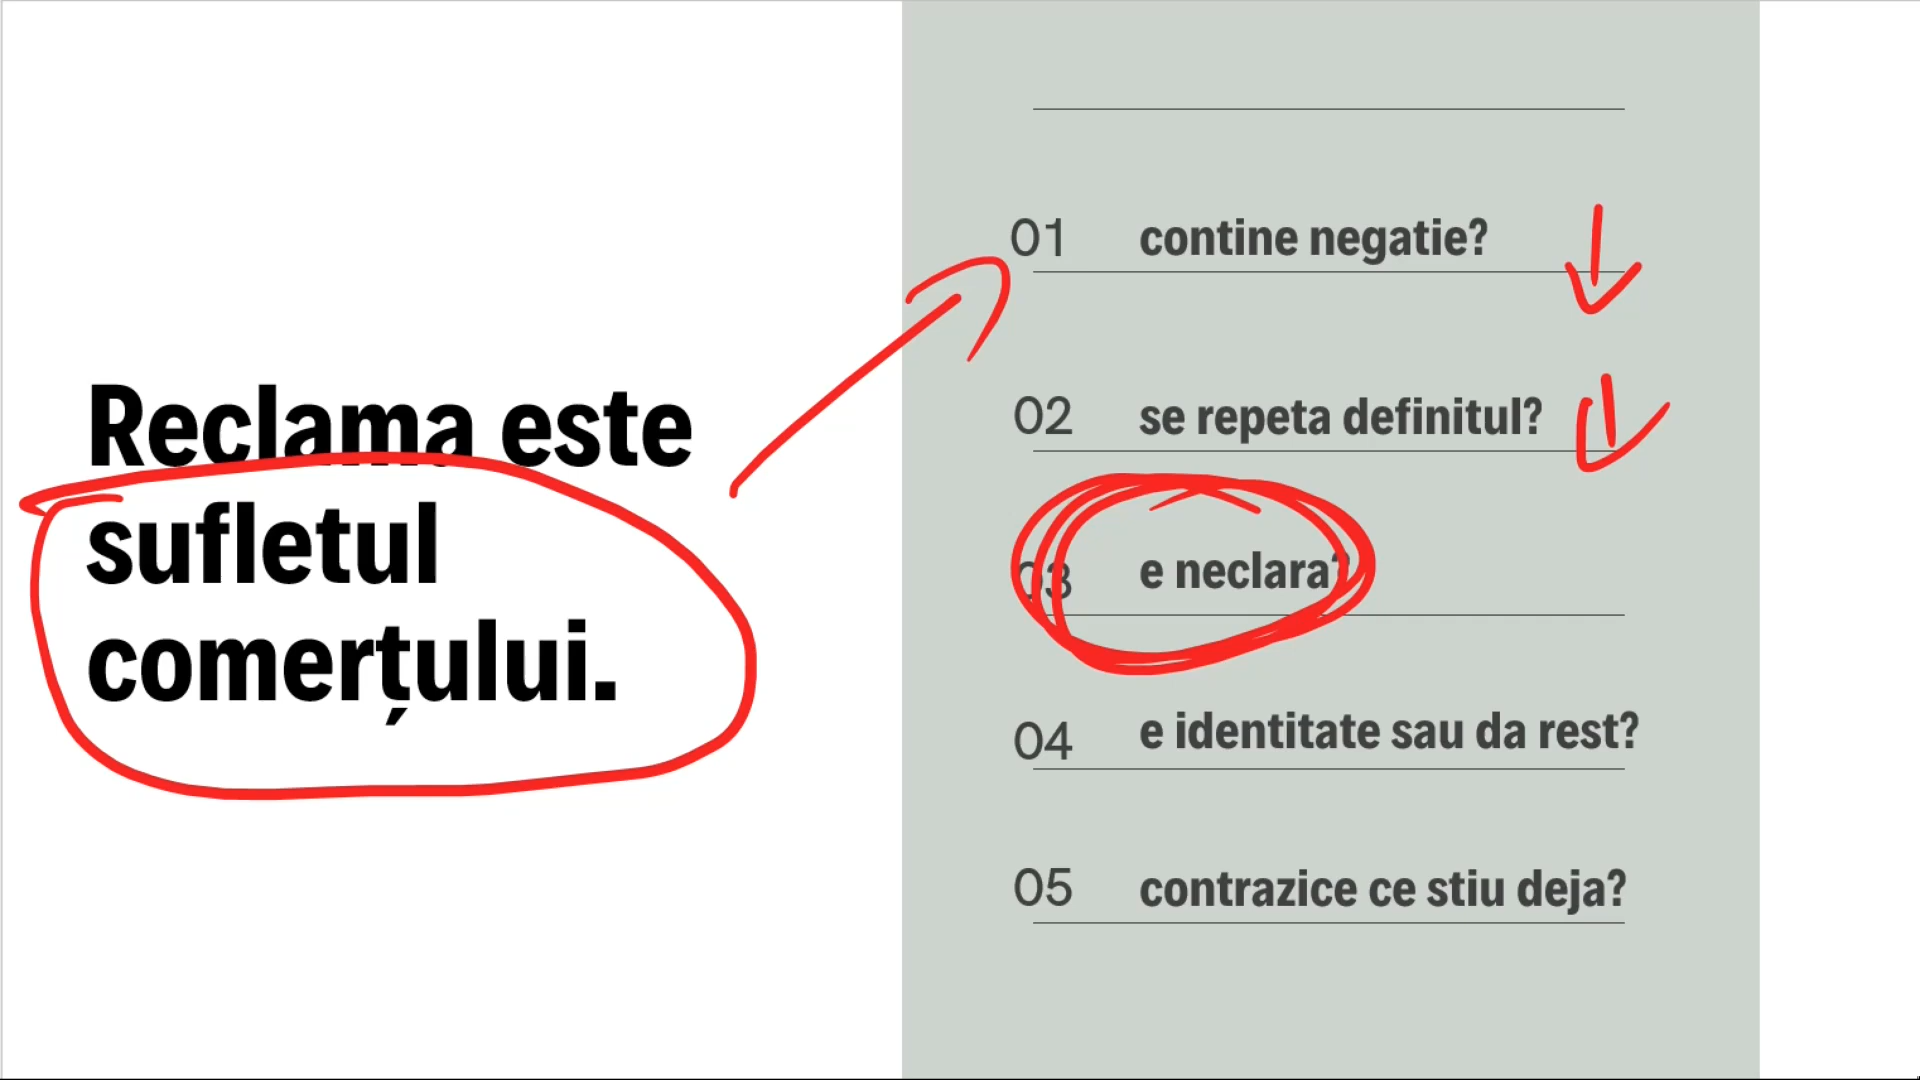 Reclama este
sufletul
comerțului.
01 contine negatie?
02 se repeta definitul?
03 e neclara?
04 e identitate sau da rest?
05 contrazice ce stiu deja?